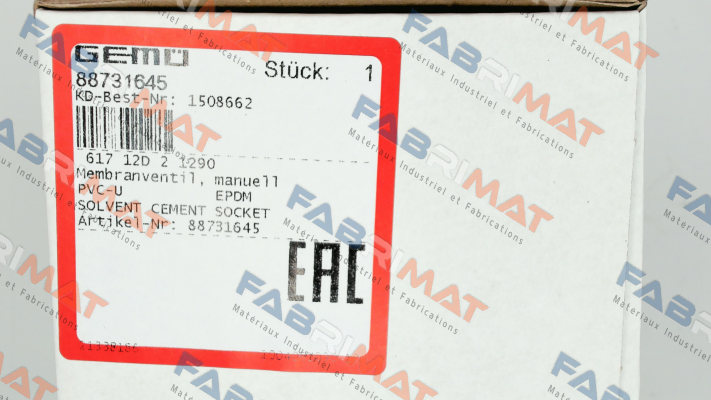 GEMÜ
Stück: 1
88731645
KD-Best-Nr: 1508662
617 12D 2 1290
Membranventil, manuell
PVC-U EPDM
SOLVENT CEMENT SOCKET
Artikel-Nr: 88731645
EAC
FABRIMAT
Matériaux Industriel et Fabrications